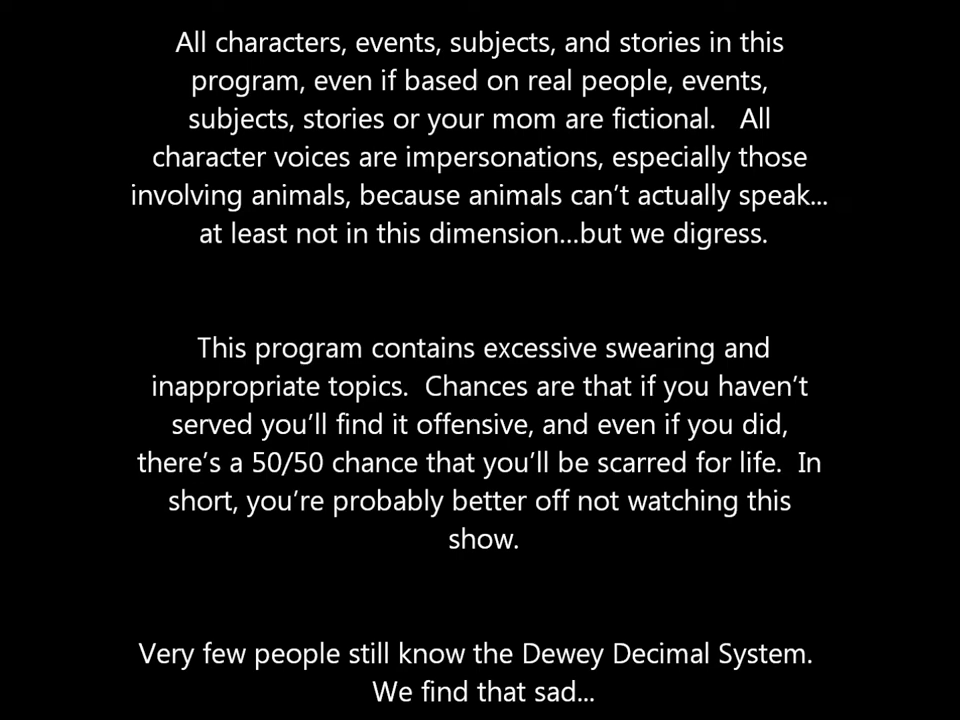 All characters, events, subjects, and stories in this
program, even if based on real people, events,
subjects, stories or your mom are fictional.   All
character voices are impersonations, especially those
involving animals, because animals can’t actually speak...
at least not in this dimension...but we digress.
This program contains excessive swearing and
inappropriate topics.  Chances are that if you haven’t
served you’ll find it offensive, and even if you did,
there’s a 50/50 chance that you’ll be scarred for life.  In
short, you’re probably better off not watching this
show.
Very few people still know the Dewey Decimal System.
We find that sad...